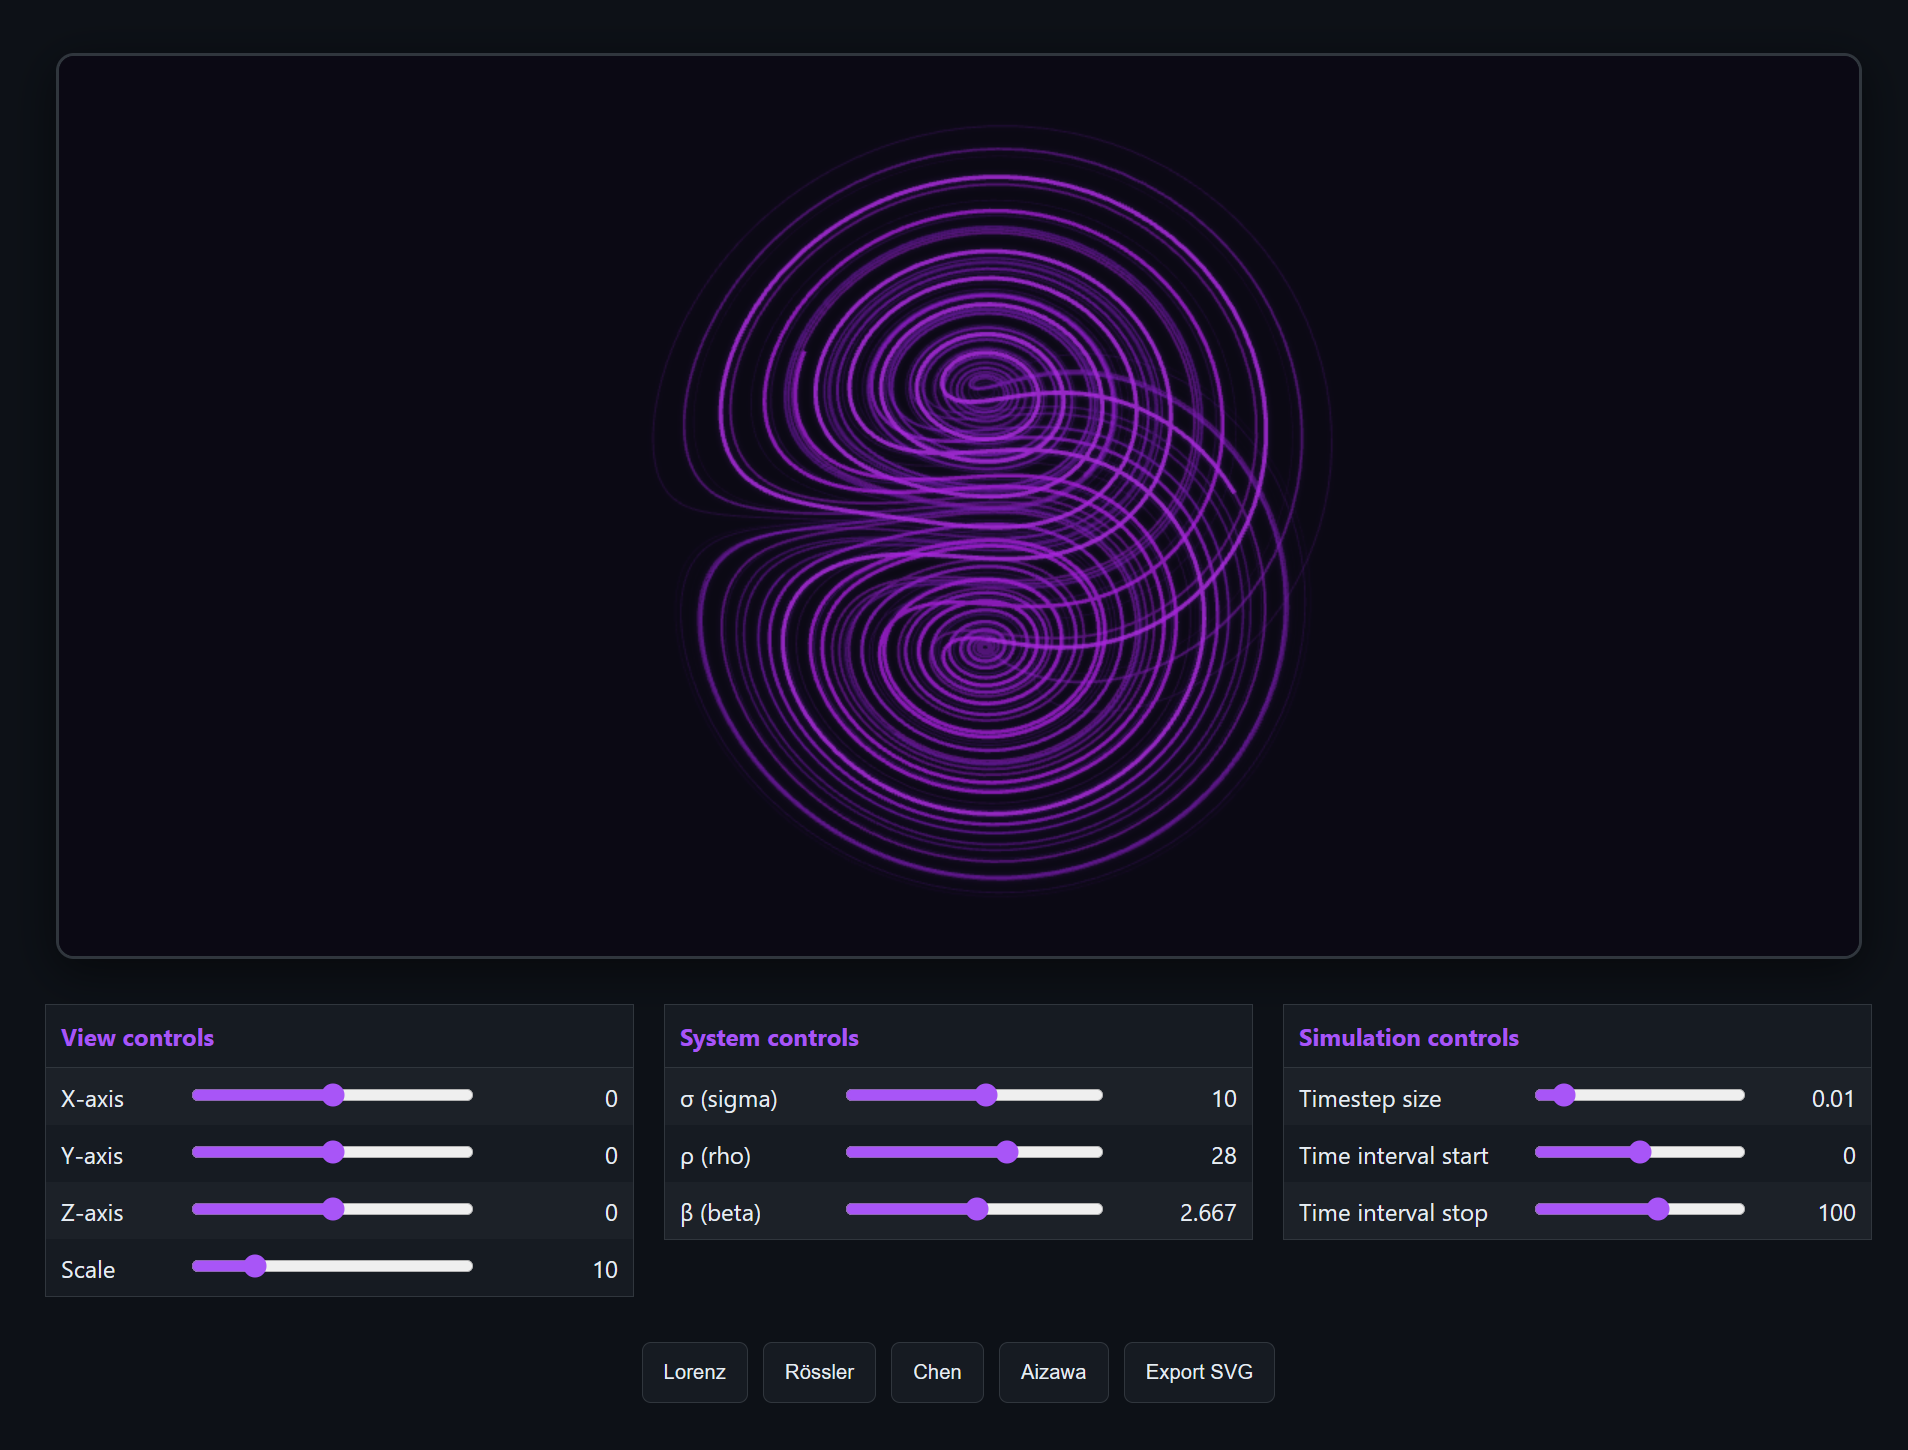 View controls
X-axis 0
Y-axis 0
Z-axis 0
Scale 10
System controls
σ (sigma) 10
ρ (rho) 28
β (beta) 2.667
Simulation controls
Timestep size 0.01
Time interval start 0
Time interval stop 100
Lorenz Rössler Chen Aizawa Export SVG